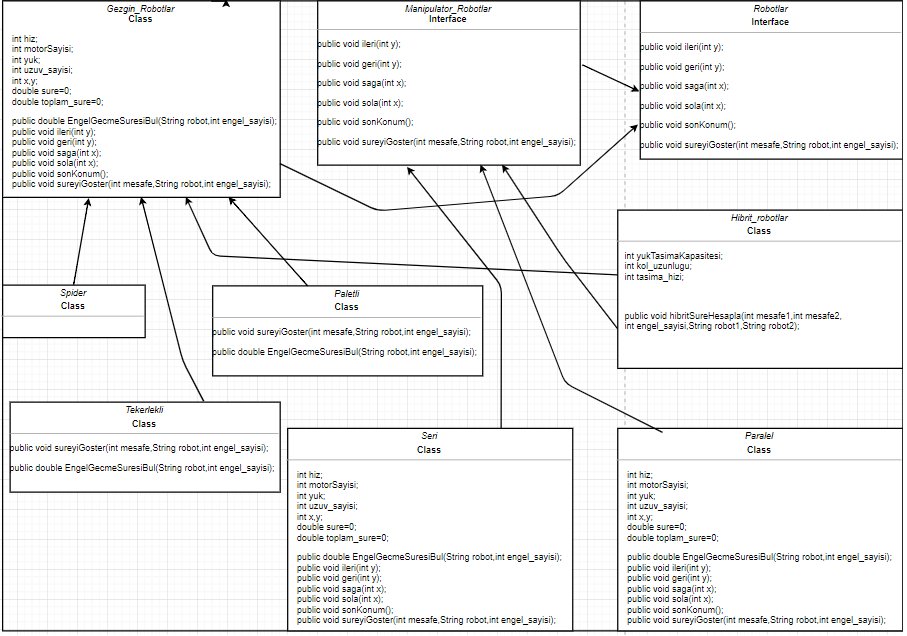 Gezgin_Robotlar
Class
int hiz;
int motorSayisi;
int yuk;
int uzuv_sayisi;
int x,y;
double sure=0;
double toplam_sure=0;
public double EngelGecmeSuresiBul(String robot,int engel_sayisi);
public void ileri(int y);
public void geri(int y);
public void saga(int x);
public void sola(int x);
public void sonKonum();
public void sureyiGoster(int mesafe,String robot,int engel_sayisi);
Manipulator_Robotlar
Interface
public void ileri(int y);
public void geri(int y);
public void saga(int x);
public void sola(int x);
public void sonKonum();
public void sureyiGoster(int mesafe,String robot,int engel_sayisi);
Robotlar
Interface
public void ileri(int y);
public void geri(int y);
public void saga(int x);
public void sola(int x);
public void sonKonum();
public void sureyiGoster(int mesafe,String robot,int engel_sayisi);
Hibrit_robotlar
Class
int yukTasimaKapasitesi;
int kol_uzunlugu;
int tasima_hizi;
public void hibritSureHesapla(int mesafe1,int mesafe2,
int engel_sayisi,String robot1,String robot2);
Spider
Class
Paletli
Class
public void sureyiGoster(int mesafe,String robot,int engel_sayisi);
public double EngelGecmeSuresiBul(String robot,int engel_sayisi);
Tekerlekli
Class
public void sureyiGoster(int mesafe,String robot,int engel_sayisi);
public double EngelGecmeSuresiBul(String robot,int engel_sayisi);
Seri
Class
int hiz;
int motorSayisi;
int yuk;
int uzuv_sayisi;
int x,y;
double sure=0;
double toplam_sure=0;
public double EngelGecmeSuresiBul(String robot,int engel_sayisi);
public void ileri(int y);
public void geri(int y);
public void saga(int x);
public void sola(int x);
public void sonKonum();
public void sureyiGoster(int mesafe,String robot,int engel_sayisi);
Paralel
Class
int hiz;
int motorSayisi;
int yuk;
int uzuv_sayisi;
int x,y;
double sure=0;
double toplam_sure=0;
public double EngelGecmeSuresiBul(String robot,int engel_sayisi);
public void ileri(int y);
public void geri(int y);
public void saga(int x);
public void sola(int x);
public void sonKonum();
public void sureyiGoster(int mesafe,String robot,int engel_sayisi);